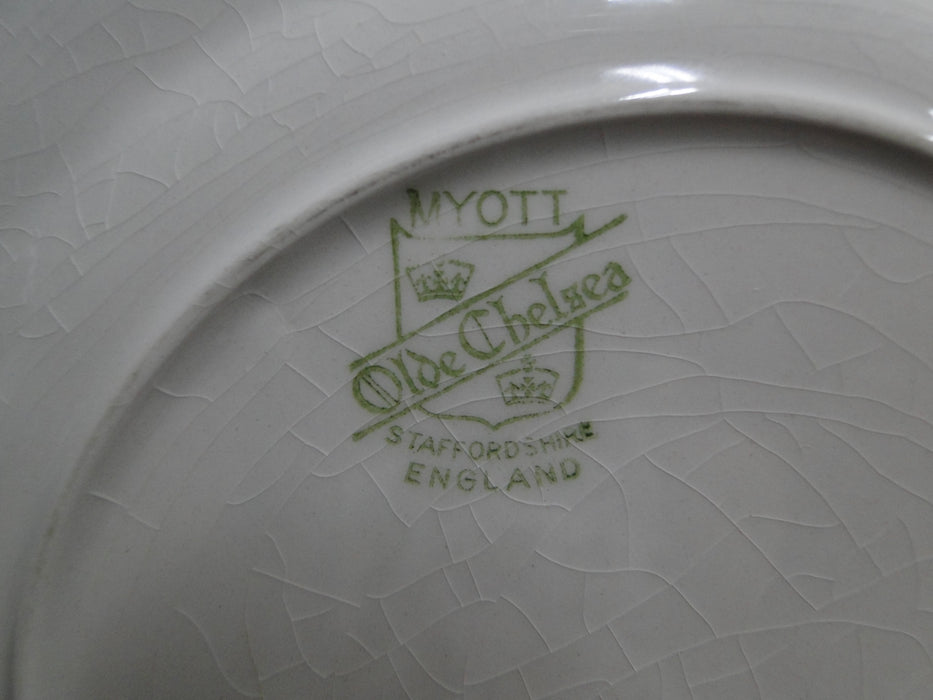 MYOTT
Olde Chelsea
STAFFORDSHIRE
ENGLAND